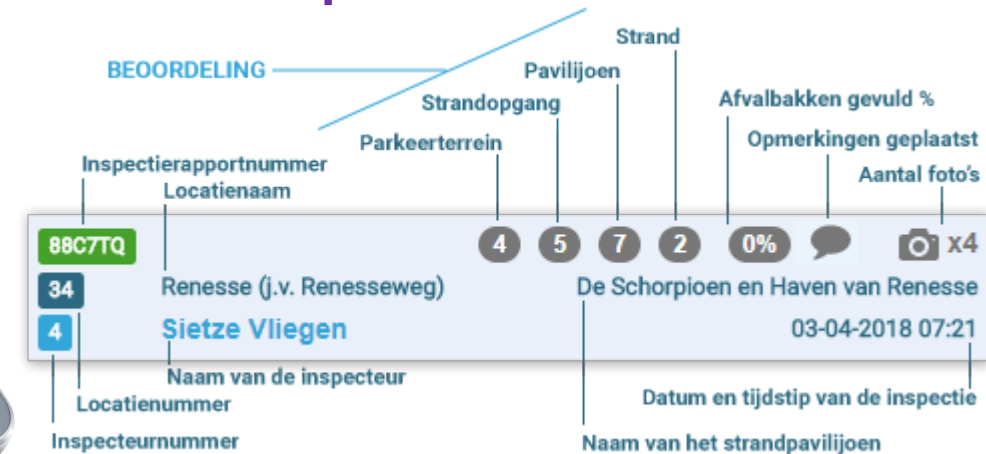 Strand
BEOORDELING
Paviljoen
Strandopgang
Afvalbakken gevuld %
Parkeerterrein
Opmerkingen geplaatst
Inspectierapportnummer
Aantal foto's
Locatienaam
88C7TQ 4 5 7 2 0% x4
34 Renesse (j.v. Renesseweg) De Schorpioen en Haven van Renesse
4 Sietze Vliegen 03-04-2018 07:21
Naam van de inspecteur
Locatienummer
Datum en tijdstip van de inspectie
Inspecteurnummer
Naam van het strandpaviljoen